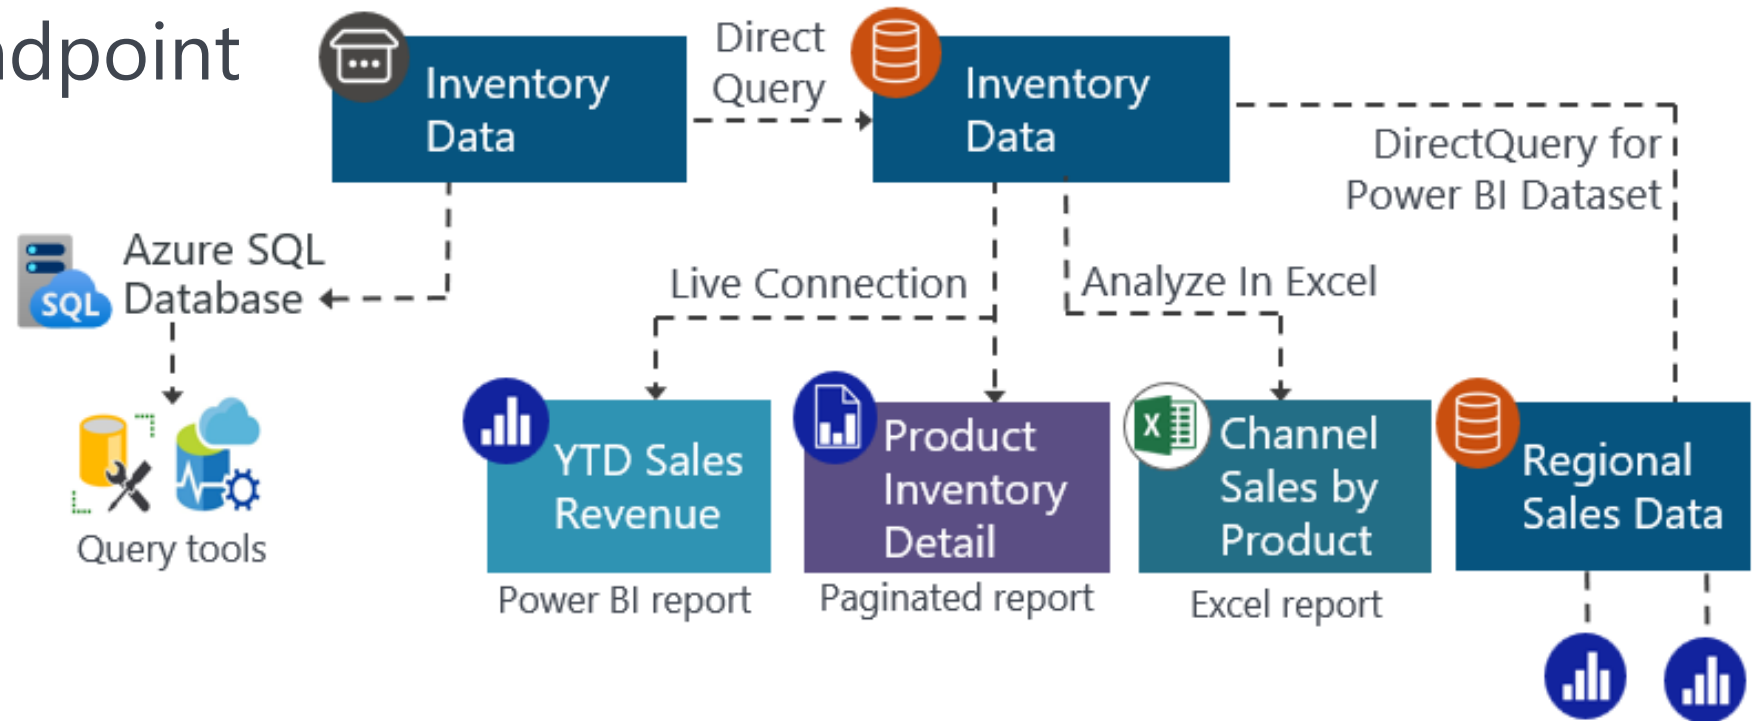 Inventory
Data
Direct
Query
Inventory
Data
DirectQuery for
Power BI Dataset
Azure SQL
Database
SQL
Live Connection
Analyze In Excel
Query tools
YTD Sales
Revenue
Power BI report
Product
Inventory
Detail
Paginated report
X
Channel
Sales by
Product
Excel report
Regional
Sales Data